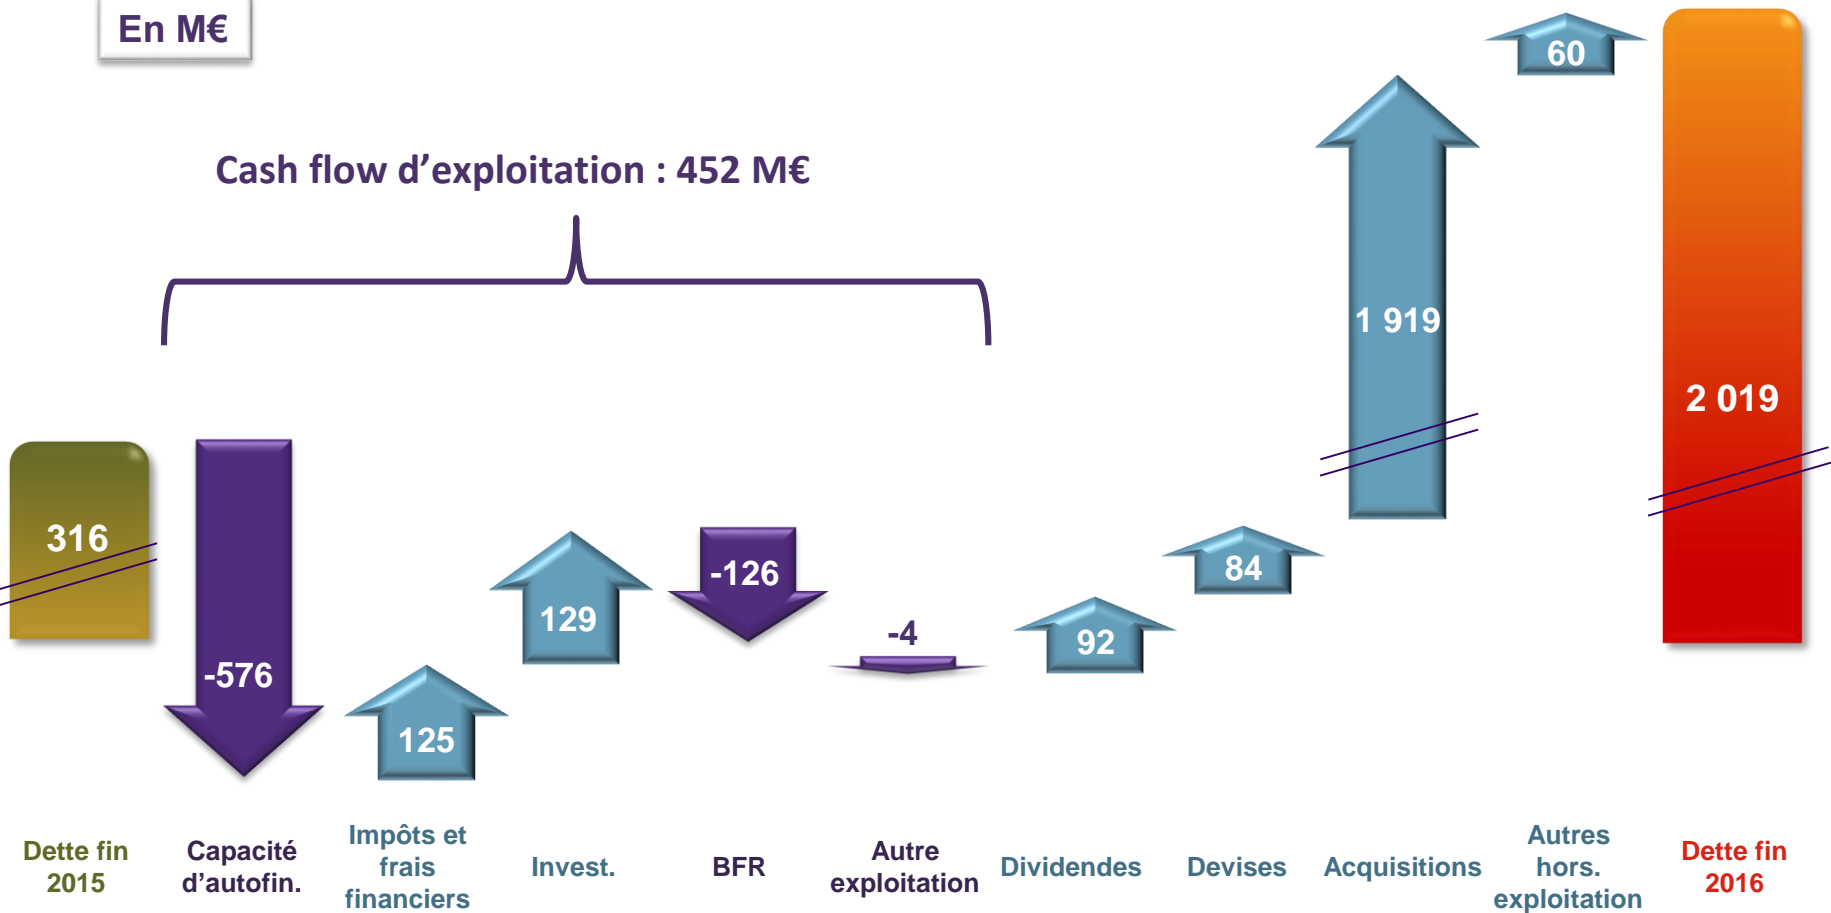 En M€
Cash flow d’exploitation : 452 M€
60
1 919
2 019
316
-576
125
129
-126
-4
92
84
Dette fin
2015
Capacité
d’autofin.
Impôts et
frais
financiers
Invest.
BFR
Autre
exploitation
Dividendes
Devises
Acquisitions
Autres
hors.
exploitation
Dette fin
2016